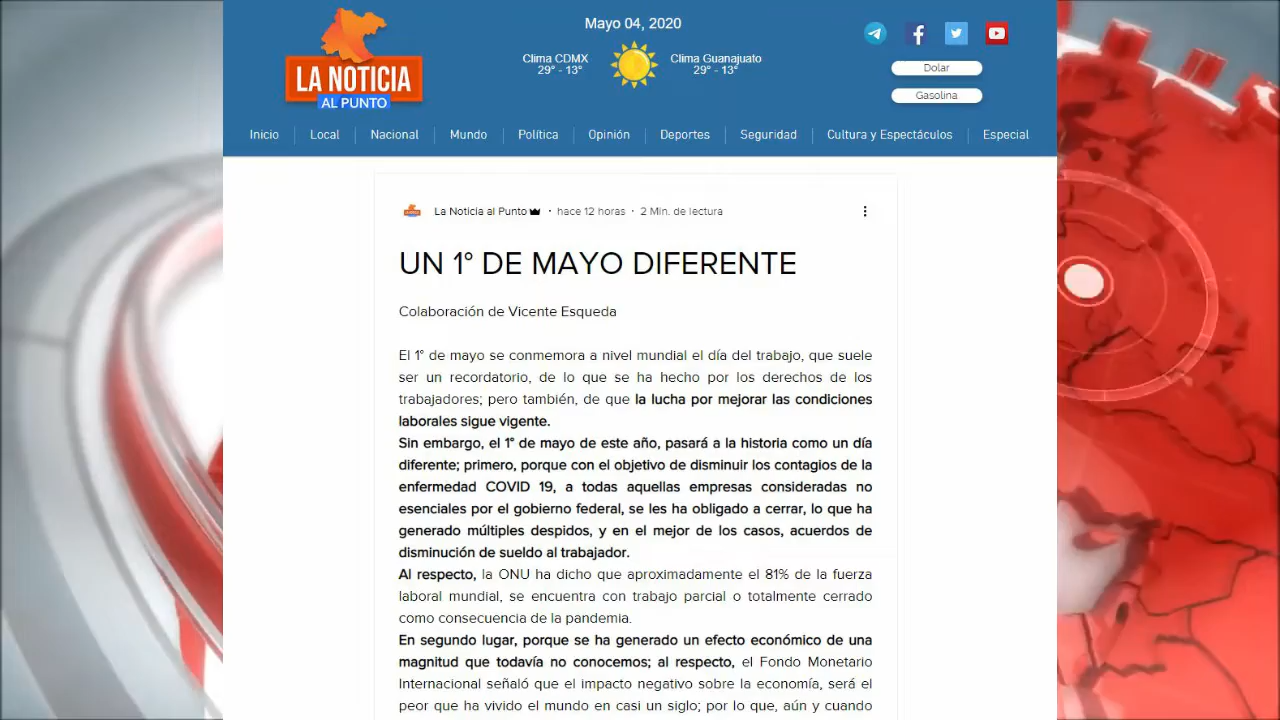 LA NOTICIA
AL PUNTO
Mayo 04, 2020
Clima CDMX
29° - 13°
Clima Guanajuato
29° - 13°
Dolar
Gasolina
Inicio
Local
Nacional
Mundo
Política
Opinión
Deportes
Seguridad
Cultura y Espectáculos
Especial
La Noticia al Punto · hace 12 horas · 2 Min. de lectura
UN 1° DE MAYO DIFERENTE
Colaboración de Vicente Esqueda
El 1° de mayo se conmemora a nivel mundial el día del trabajo, que suele
ser un recordatorio, de lo que se ha hecho por los derechos de los
trabajadores; pero también, de que la lucha por mejorar las condiciones
laborales sigue vigente.
Sin embargo, el 1° de mayo de este año, pasará a la historia como un día
diferente; primero, porque con el objetivo de disminuir los contagios de la
enfermedad COVID 19, a todas aquellas empresas consideradas no
esenciales por el gobierno federal, se les ha obligado a cerrar, lo que ha
generado múltiples despidos, y en el mejor de los casos, acuerdos de
disminución de sueldo al trabajador.
Al respecto, la ONU ha dicho que aproximadamente el 81% de la fuerza
laboral mundial, se encuentra con trabajo parcial o totalmente cerrado
como consecuencia de la pandemia.
En segundo lugar, porque se ha generado un efecto económico de una
magnitud que todavía no conocemos; al respecto, el Fondo Monetario
Internacional señaló que el impacto negativo sobre la economía, será el
peor que ha vivido el mundo en casi un siglo; por lo que, aún y cuando